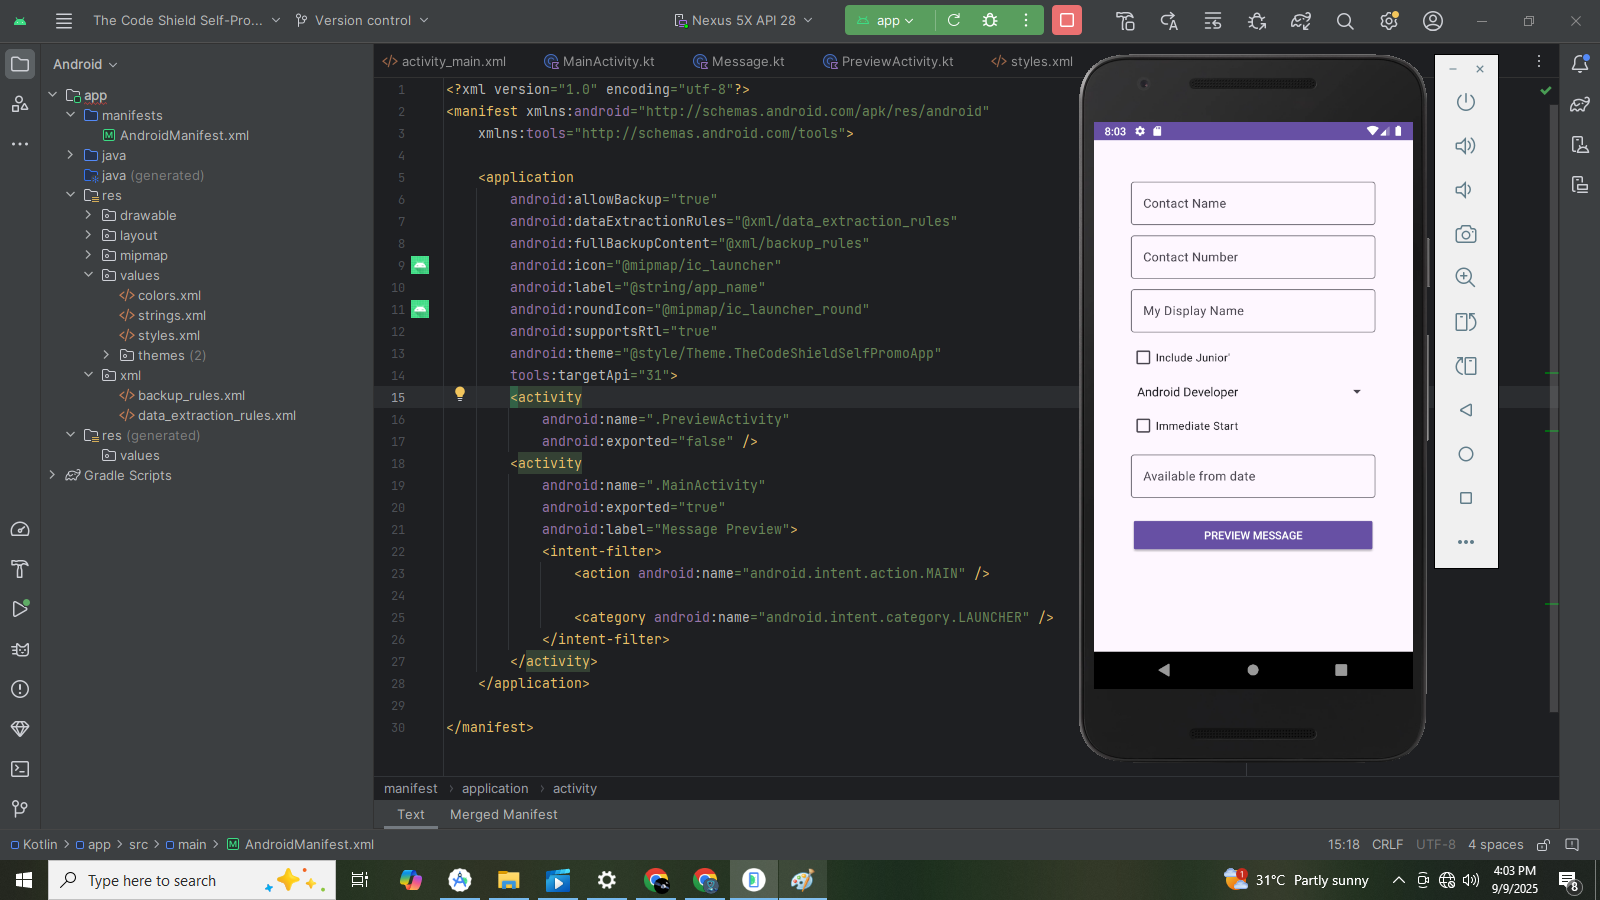 The Code Shield Self-Pro...
Version control
Nexus 5X API 28
app
Android
app
manifests
AndroidManifest.xml
java
java (generated)
res
drawable
layout
mipmap
values
colors.xml
strings.xml
styles.xml
themes (2)
xml
backup_rules.xml
data_extraction_rules.xml
res (generated)
values
Gradle Scripts
activity_main.xml
MainActivity.kt
Message.kt
PreviewActivity.kt
styles.xml
1 <?xml version="1.0" encoding="utf-8"?>
2 <manifest xmlns:android="http://schemas.android.com/apk/res/android"
3 xmlns:tools="http://schemas.android.com/tools">
4
5 <application
6 android:allowBackup="true"
7 android:dataExtractionRules="@xml/data_extraction_rules"
8 android:fullBackupContent="@xml/backup_rules"
9 android:icon="@mipmap/ic_launcher"
10 android:label="@string/app_name"
11 android:roundIcon="@mipmap/ic_launcher_round"
12 android:supportsRtl="true"
13 android:theme="@style/Theme.TheCodeShieldSelfPromoApp"
14 tools:targetApi="31">
15 <activity
16 android:name=".PreviewActivity"
17 android:exported="false" />
18 <activity
19 android:name=".MainActivity"
20 android:exported="true"
21 android:label="Message Preview">
22 <intent-filter>
23 <action android:name="android.intent.action.MAIN" />
24
25 <category android:name="android.intent.category.LAUNCHER" />
26 </intent-filter>
27 </activity>
28 </application>
29
30 </manifest>
8:03
Contact Name
Contact Number
My Display Name
Include Junior'
Android Developer
Immediate Start
Available from date
PREVIEW MESSAGE
manifest › application › activity
Text
Merged Manifest
Kotlin > app > src > main > AndroidManifest.xml
15:18 CRLF UTF-8 4 spaces
Type here to search
1
31°C Partly sunny
4:03 PM
9/9/2025
8